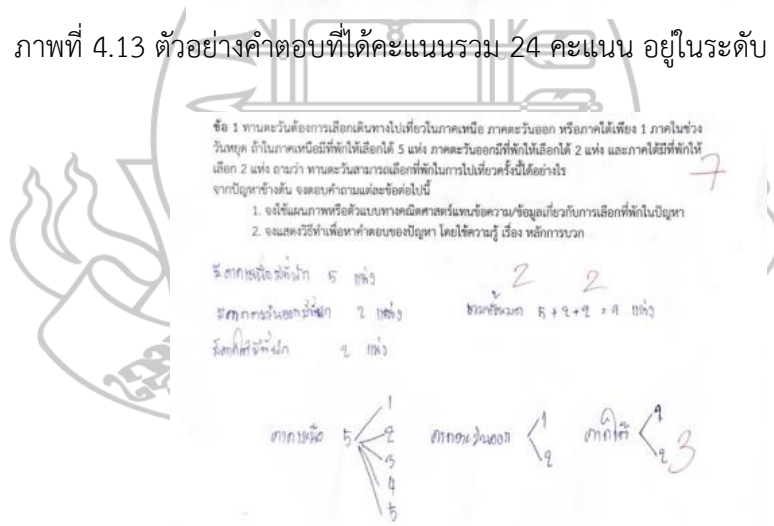 ภาพที่ 4.13 ตัวอย่างคำตอบที่ได้คะแนนรวม 24 คะแนน อยู่ในระดับ
ข้อ 1 ทานตะวันต้องการเลือกเดินทางไปเที่ยวในภาคเหนือ ภาคตะวันออก หรือภาคใต้เพียง 1 ภาคในช่วง
วันหยุด ถ้าในภาคเหนือมีที่พักให้เลือกได้ 5 แห่ง ภาคตะวันออกมีที่พักให้เลือกได้ 2 แห่ง และภาคใต้มีที่พักให้
เลือก 2 แห่ง ถามว่า ทานตะวันสามารถเลือกที่พักในการไปเที่ยวครั้งนี้ได้อย่างไร
7
จากปัญหาข้างต้น จงตอบคำถามแต่ละข้อต่อไปนี้
1. จงใช้แผนภาพหรือตัวแบบทางคณิตศาสตร์แทนข้อความ/ข้อมูลเกี่ยวกับการเลือกที่พักในปัญหา
2. จงแสดงวิธีทำเพื่อหาคำตอบของปัญหา โดยใช้ความรู้ เรื่อง หลักการบวก
ภาคเหนือมีที่พัก 5 แห่ง
2 2
ภาคตะวันออกมีที่พัก 2 แห่ง รวมทั้งหมด 5 + 2 + 2 = 9 แห่ง
ภาคใต้มีที่พัก 2 แห่ง
ภาคเหนือ 5 1 2 3 4 5
ภาคตะวันออก 1 2
ภาคใต้ 1 2
3